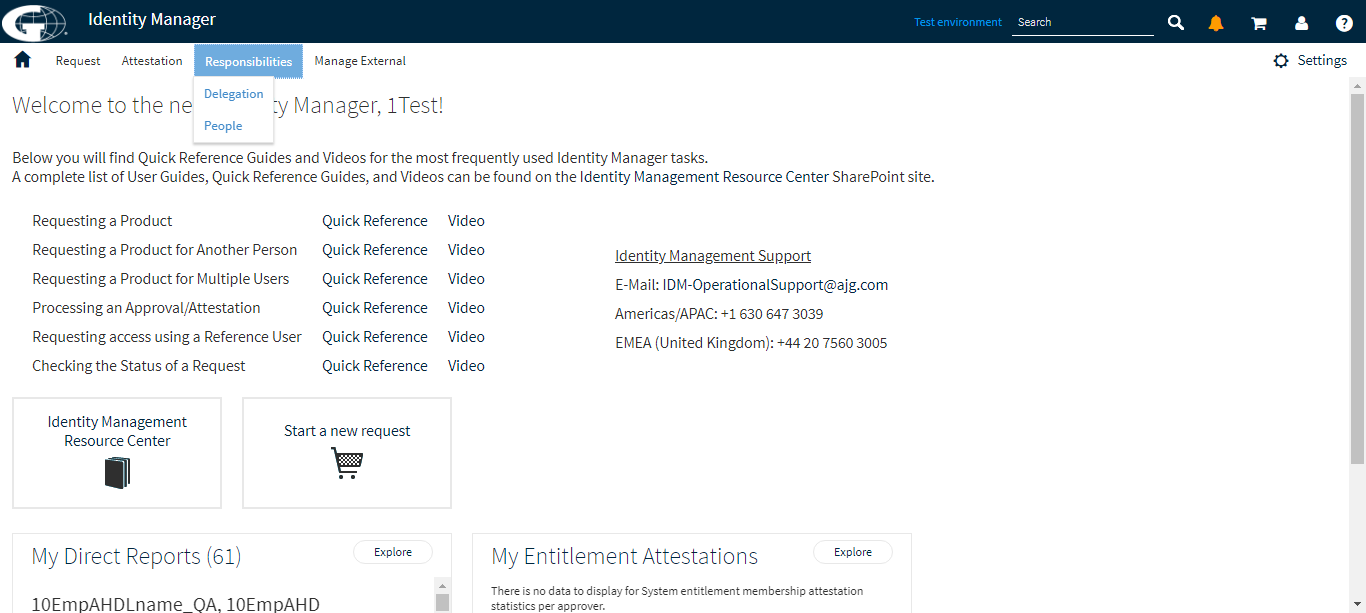 Identity Manager
Test environment
Search
Request
Attestation
Responsibilities
Manage External
Settings
Delegation
People
Welcome to the ne ty Manager, 1Test!
Below you will find Quick Reference Guides and Videos for the most frequently used Identity Manager tasks.
A complete list of User Guides, Quick Reference Guides, and Videos can be found on the Identity Management Resource Center SharePoint site.
Requesting a Product Quick Reference Video
Requesting a Product for Another Person Quick Reference Video
Requesting a Product for Multiple Users Quick Reference Video
Processing an Approval/Attestation Quick Reference Video
Requesting access using a Reference User Quick Reference Video
Checking the Status of a Request Quick Reference Video
Identity Management Support
E-Mail: IDM-OperationalSupport@ajg.com
Americas/APAC: +1 630 647 3039
EMEA (United Kingdom): +44 20 7560 3005
Identity Management
Resource Center
Start a new request
My Direct Reports (61)
Explore
10EmpAHDLname_QA, 10EmpAHD
My Entitlement Attestations
Explore
There is no data to display for System entitlement membership attestation
statistics per approver.